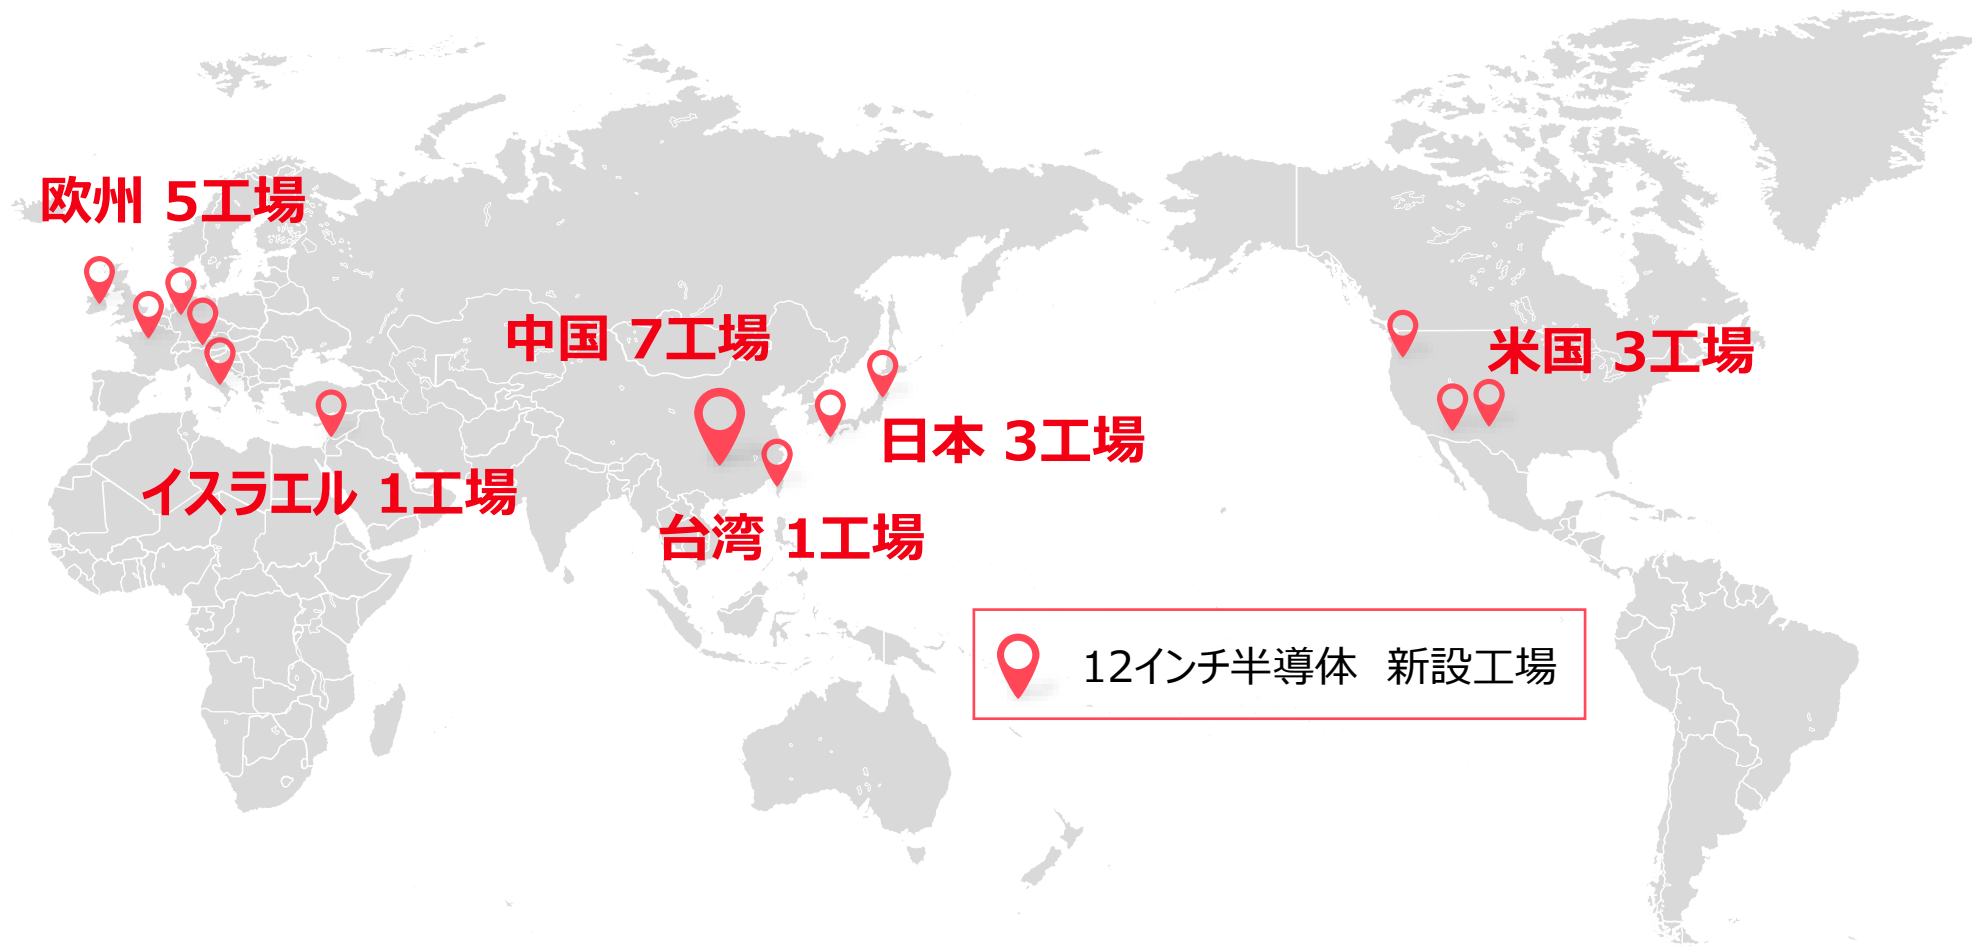 欧州 5工場
中国 7工場
米国 3工場
日本 3工場
イスラエル 1工場
台湾 1工場
12インチ半導体　新設工場